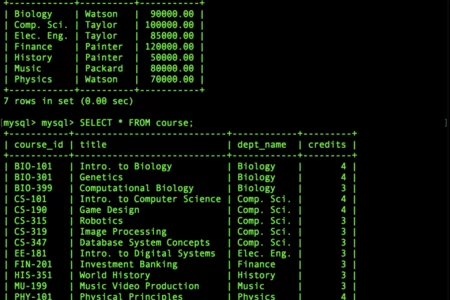 +------------+----------+-----------+
| Biology | Watson | 90000.00 |
| Comp. Sci. | Taylor | 100000.00 |
| Elec. Eng. | Taylor | 85000.00 |
| Finance | Painter | 120000.00 |
| History | Painter | 50000.00 |
| Music | Packard | 80000.00 |
| Physics | Watson | 70000.00 |
+------------+----------+-----------+
7 rows in set (0.00 sec)
[mysql> mysql> SELECT * FROM course; ]
+-----------+----------------------------+------------+---------+
| course_id | title | dept_name | credits |
+-----------+----------------------------+------------+---------+
| BIO-101 | Intro. to Biology | Biology | 4 |
| BIO-301 | Genetics | Biology | 4 |
| BIO-399 | Computational Biology | Biology | 3 |
| CS-101 | Intro. to Computer Science | Comp. Sci. | 4 |
| CS-190 | Game Design | Comp. Sci. | 4 |
| CS-315 | Robotics | Comp. Sci. | 3 |
| CS-319 | Image Processing | Comp. Sci. | 3 |
| CS-347 | Database System Concepts | Comp. Sci. | 3 |
| EE-181 | Intro. to Digital Systems | Elec. Eng. | 3 |
| FIN-201 | Investment Banking | Finance | 3 |
| HIS-351 | World History | History | 3 |
| MU-199 | Music Video Production | Music | 3 |
| PHY-101 | Physical Principles | Physics | 4 |